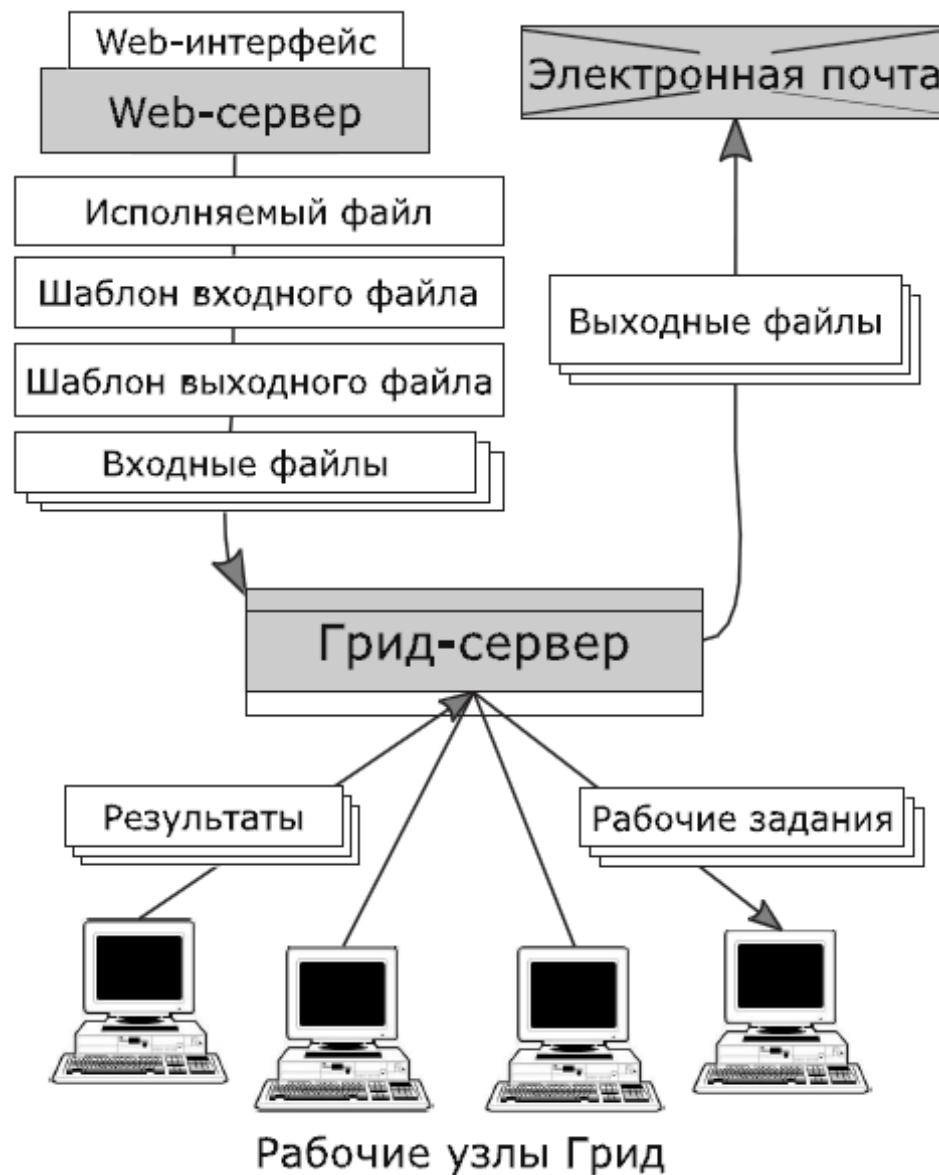 Web-интерфейс
Web-сервер
Исполняемый файл
Шаблон входного файла
Шаблон выходного файла
Входные файлы
Электронная почта
Выходные файлы
Грид-сервер
Результаты
Рабочие задания
Рабочие узлы Грид